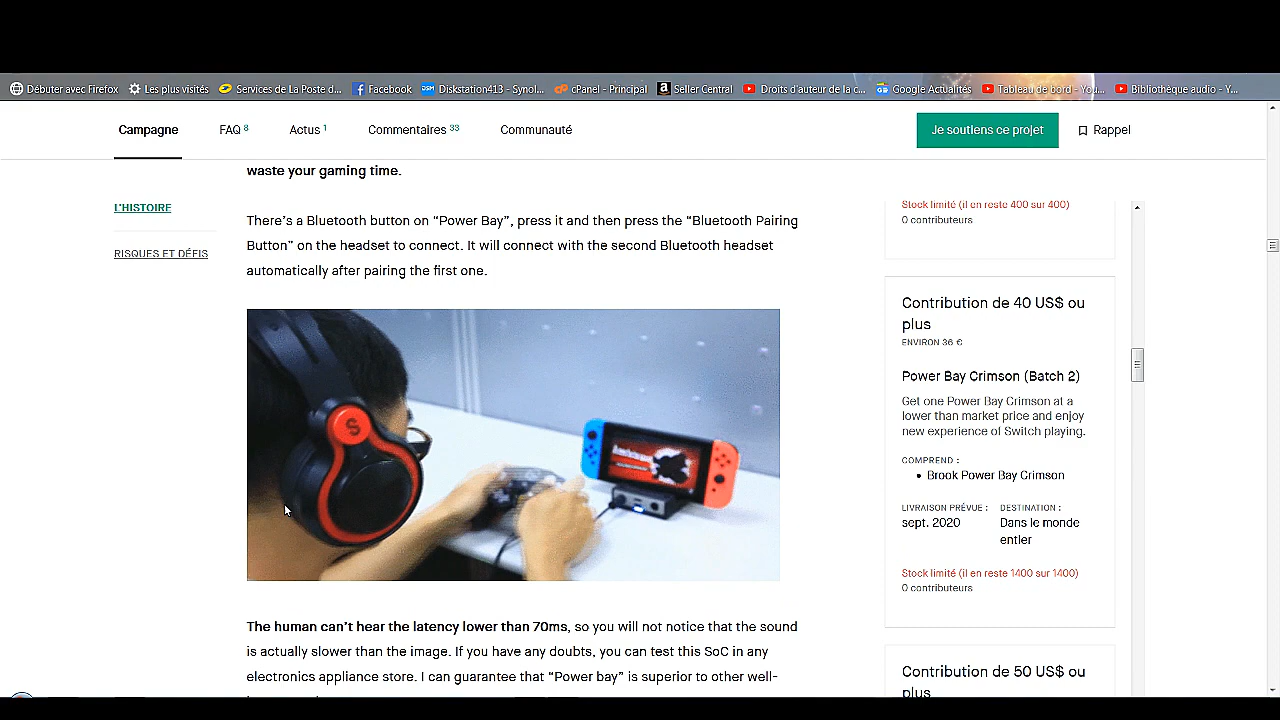 Débuter avec Firefox Les plus visités Services de La Poste d... Facebook Diskstation413 - Synol... cPanel - Principal Seller Central Droits d'auteur de la c... Google Actualités Tableau de bord - You... Bibliothèque audio - Y...
Campagne FAQ 8 Actus 1 Commentaires 33 Communauté Je soutiens ce projet Rappel
L'HISTOIRE
RISQUES ET DÉFIS
waste your gaming time.
There's a Bluetooth button on “Power Bay”, press it and then press the “Bluetooth Pairing
Button” on the headset to connect. It will connect with the second Bluetooth headset
automatically after pairing the first one.
The human can't hear the latency lower than 70ms, so you will not notice that the sound
is actually slower than the image. If you have any doubts, you can test this SoC in any
electronics appliance store. I can guarantee that “Power bay” is superior to other well-
Stock limité (il en reste 400 sur 400)
0 contributeurs
Contribution de 40 US$ ou
plus
ENVIRON 36 €
Power Bay Crimson (Batch 2)
Get one Power Bay Crimson at a
lower than market price and enjoy
new experience of Switch playing.
COMPREND :
• Brook Power Bay Crimson
LIVRAISON PRÉVUE : DESTINATION :
sept. 2020 Dans le monde
entier
Stock limité (il en reste 1400 sur 1400)
0 contributeurs
Contribution de 50 US$ ou
plus